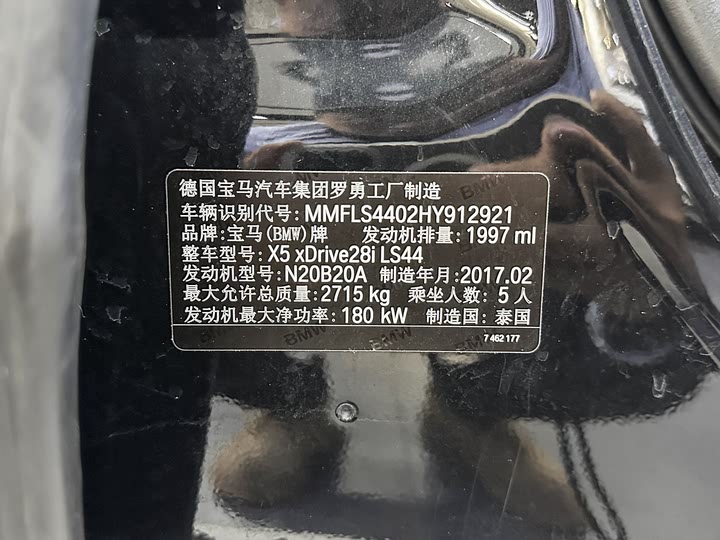 德国宝马汽车集团罗勇工厂制造
车辆识别代号: MMFLS4402HY912921
品牌:宝马(BMW)牌 发动机排量: 1997 ml
整车型号: X5 xDrive28i LS44
发动机型号: N20B20A 制造年月:2017.02
最大允许总质量: 2715 kg 乘坐人数: 5 人
发动机最大净功率: 180 kW 制造国: 泰国
7 462 177
BMW
BMW
BMW